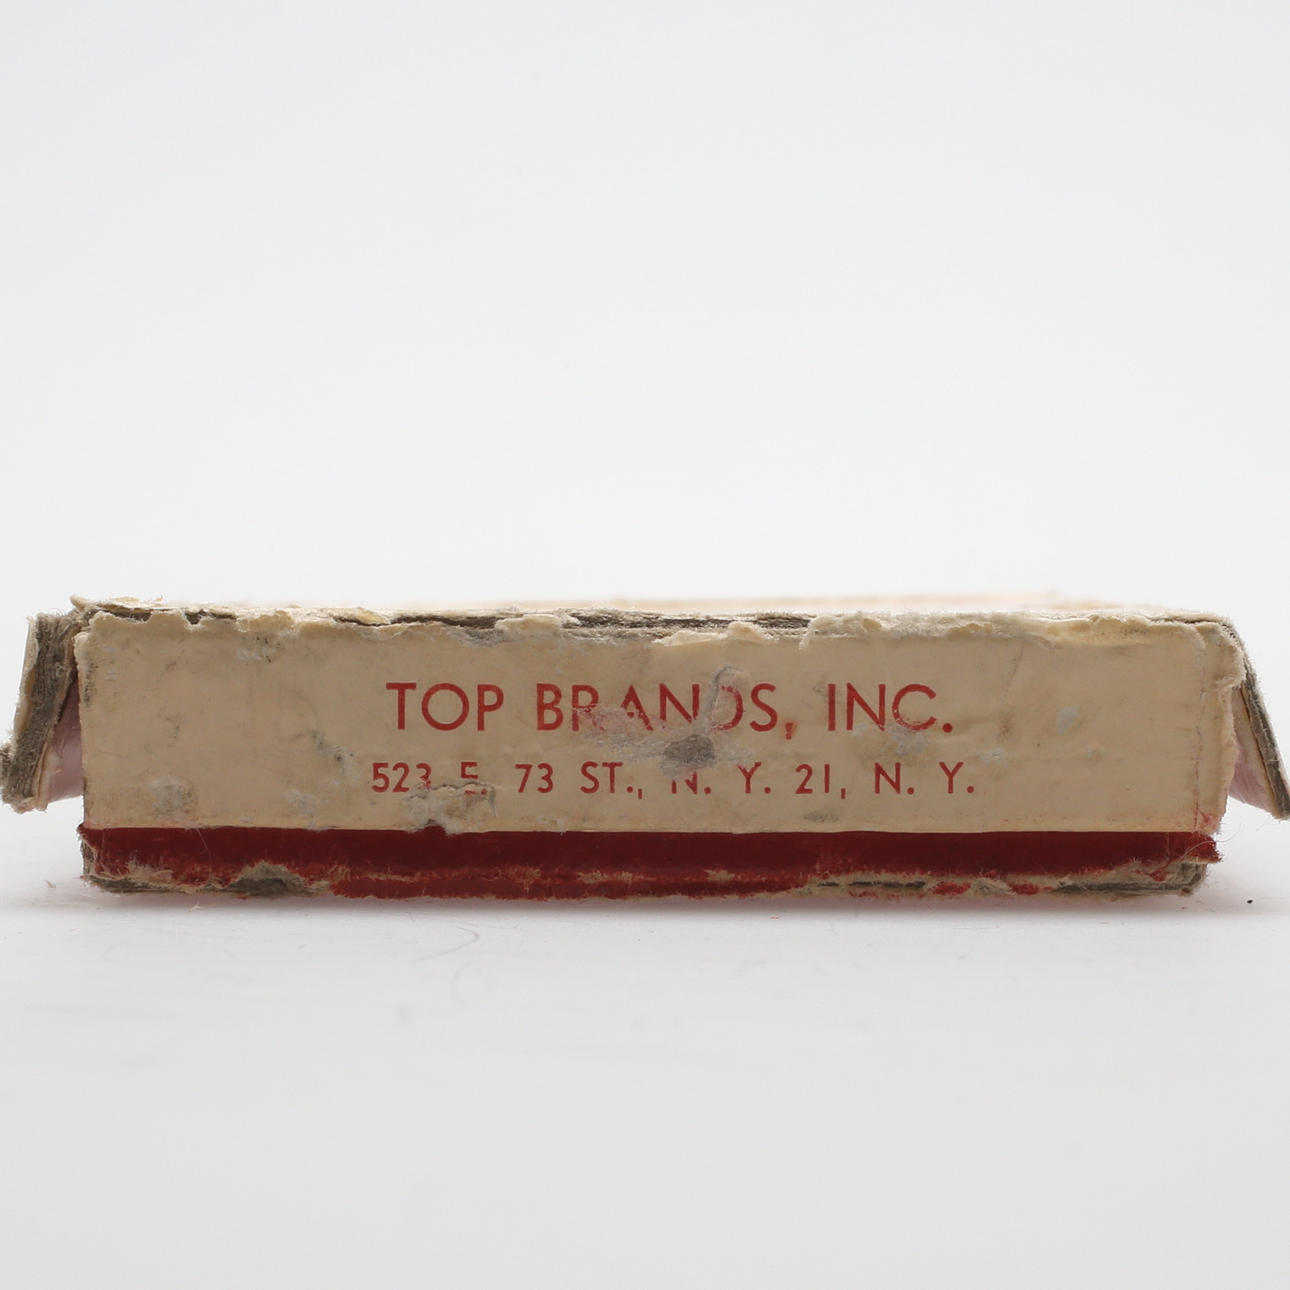 TOP BRANDS, INC.
523 E. 73 ST., N. Y. 21, N. Y.